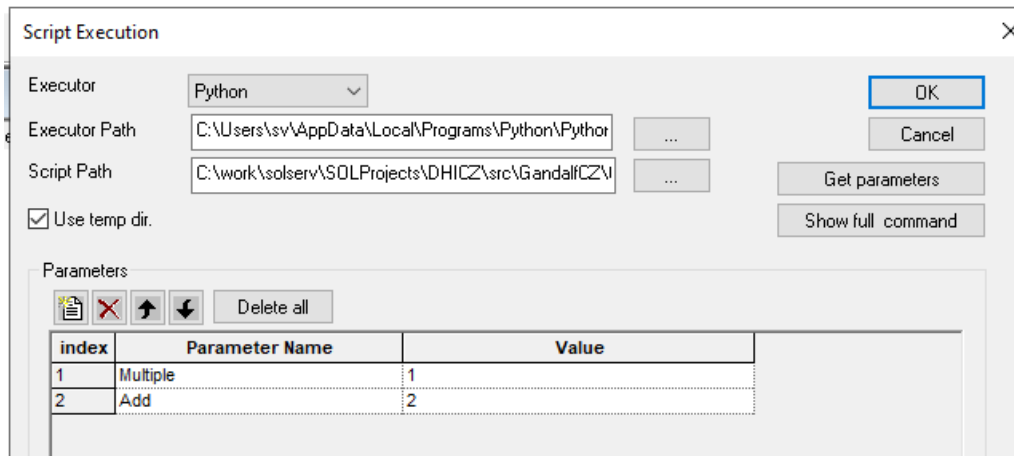 Script Execution
Executor
Python
OK
Executor Path
C:\Users\sv\AppData\Local\Programs\Python\Python
...
Cancel
Script Path
C:\work\solserv\SOLProjects\DHICZ\src\GandalfCZ\
...
Get parameters
Use temp dir.
Show full command
Parameters
Delete all
index Parameter Name Value
1 Multiple 1
2 Add 2